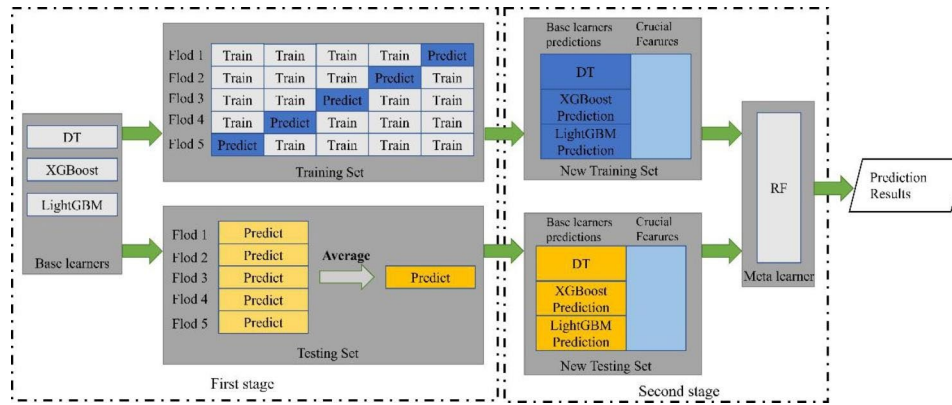 Base learners
predictions
Crucial
Fearures
Flod 1 Train Train Train Train Predict
Flod 2 Train Train Train Predict Train
Flod 3 Train Train Predict Train Train
Flod 4 Train Predict Train Train Train
Flod 5 Predict Train Train Train Train
Training Set
DT
XGBoost
LightGBM
Base learners
DT
XGBoost
Prediction
LightGBM
Prediction
New Training Set
RF
Meta learner
Prediction
Results
Flod 1 Predict
Flod 2 Predict
Flod 3 Predict
Flod 4 Predict
Flod 5 Predict
Average
Predict
Testing Set
Base learners
predictions
Crucial
Fearures
DT
XGBoost
Prediction
LightGBM
Prediction
New Testing Set
First stage
Second stage